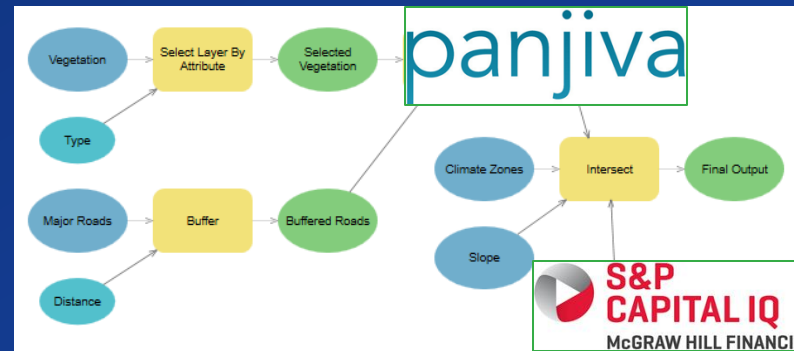 Vegetation
Select Layer By
Attribute
Selected
Vegetation
panjiva
Type
Climate Zones
Intersect
Final Output
Major Roads
Buffer
Buffered Roads
Slope
Distance
S&P
CAPITAL IQ
McGRAW HILL FINANCI